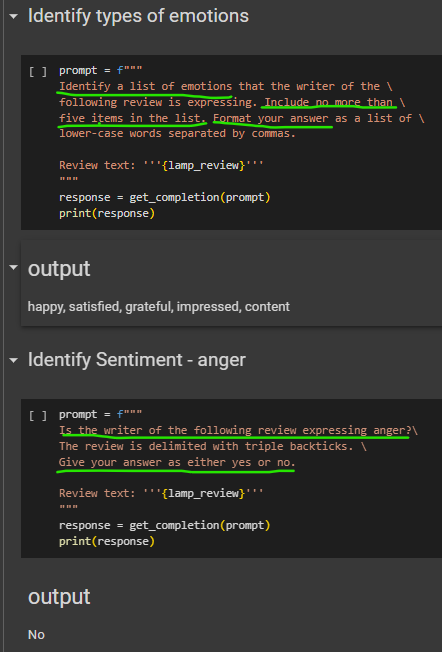 Identify types of emotions
[ ] prompt = f"""
Identify a list of emotions that the writer of the \
following review is expressing. Include no more than \
five items in the list. Format your answer as a list of \
lower-case words separated by commas.
Review text: '''{lamp_review}'''
"""
response = get_completion(prompt)
print(response)
output
happy, satisfied, grateful, impressed, content
Identify Sentiment - anger
[ ] prompt = f"""
Is the writer of the following review expressing anger?\
The review is delimited with triple backticks. \
Give your answer as either yes or no.
Review text: '''{lamp_review}'''
"""
response = get_completion(prompt)
print(response)
output
No